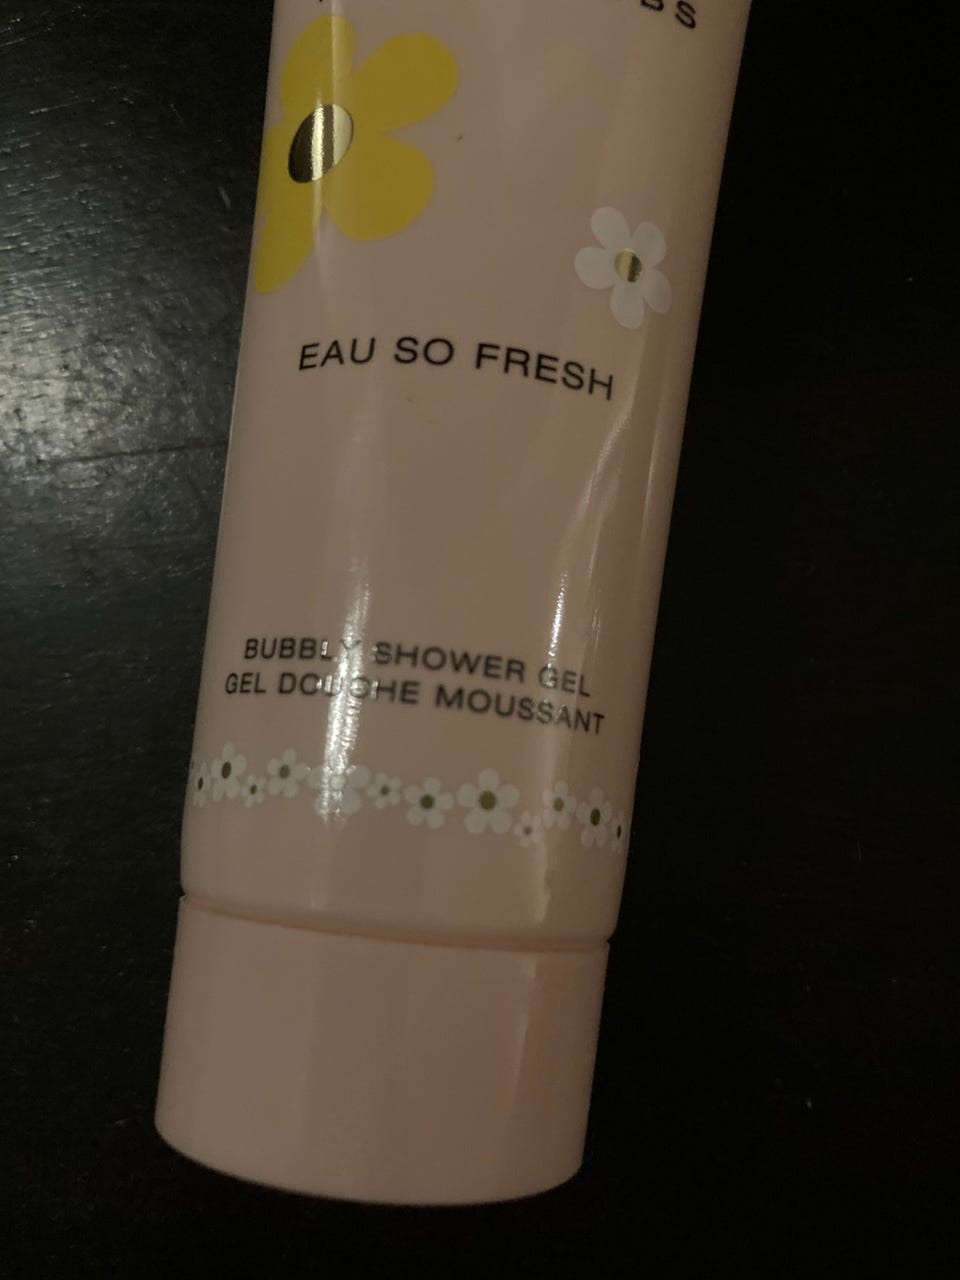 EAU SO FRESH
BUBBLY SHOWER GEL
GEL DOUCHE MOUSSANT